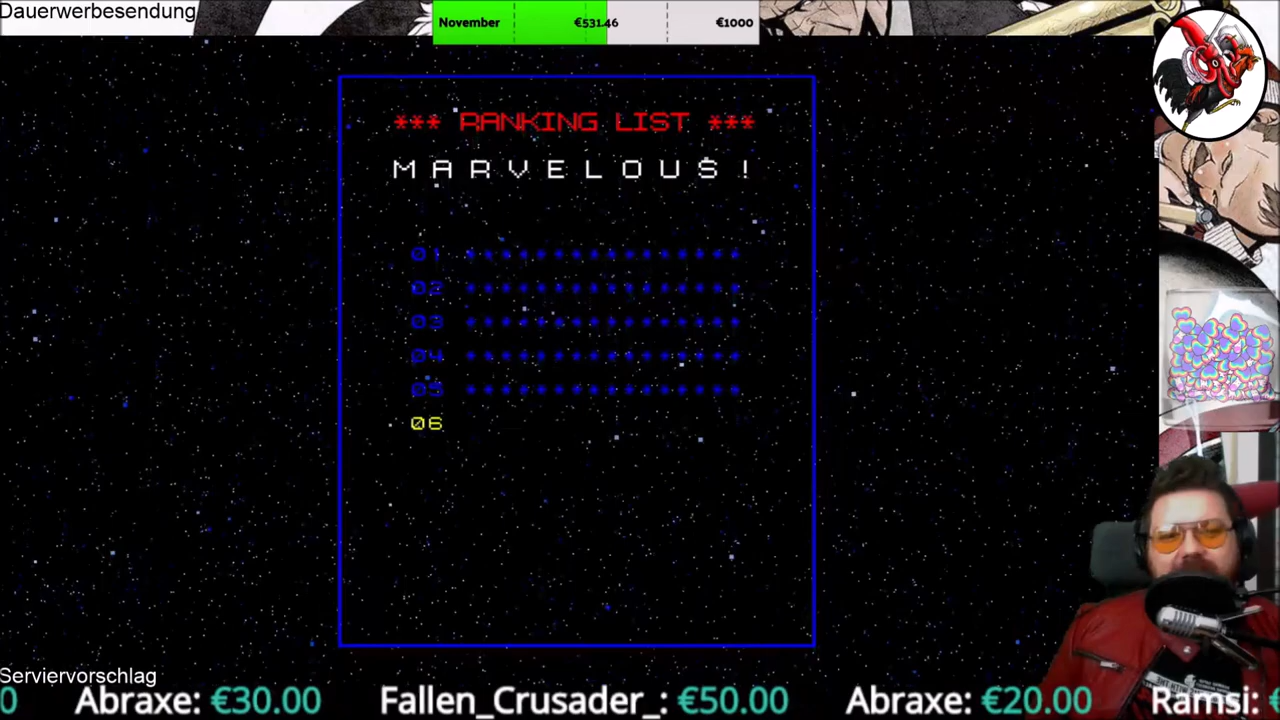 Dauerwerbesendung
November €531.46 €1000
*** RANKING LIST ***
MARVELOUS!
01
02
03
04
05
06
Serviervorschlag
0 Abraxe: €30.00 Fallen_Crusader_: €50.00 Abraxe: €20.00 Ramsi: €